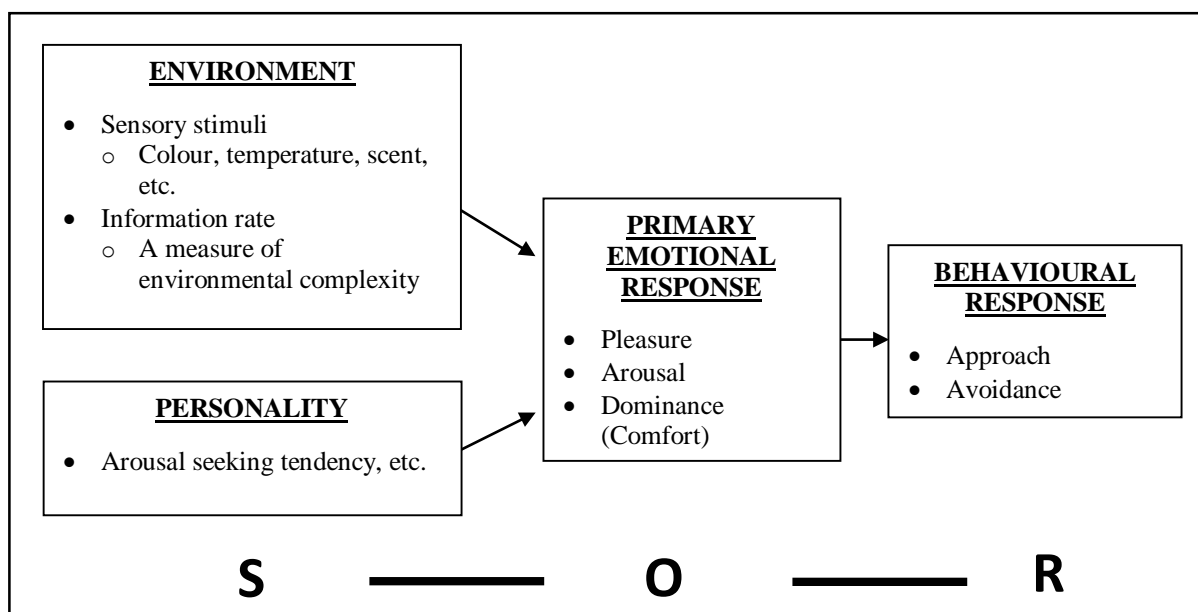 ENVIRONMENT
• Sensory stimuli
o Colour, temperature, scent,
etc.
• Information rate
o A measure of
environmental complexity
PERSONALITY
• Arousal seeking tendency, etc.
PRIMARY
EMOTIONAL
RESPONSE
• Pleasure
• Arousal
• Dominance
(Comfort)
BEHAVIOURAL
RESPONSE
• Approach
• Avoidance
S O R